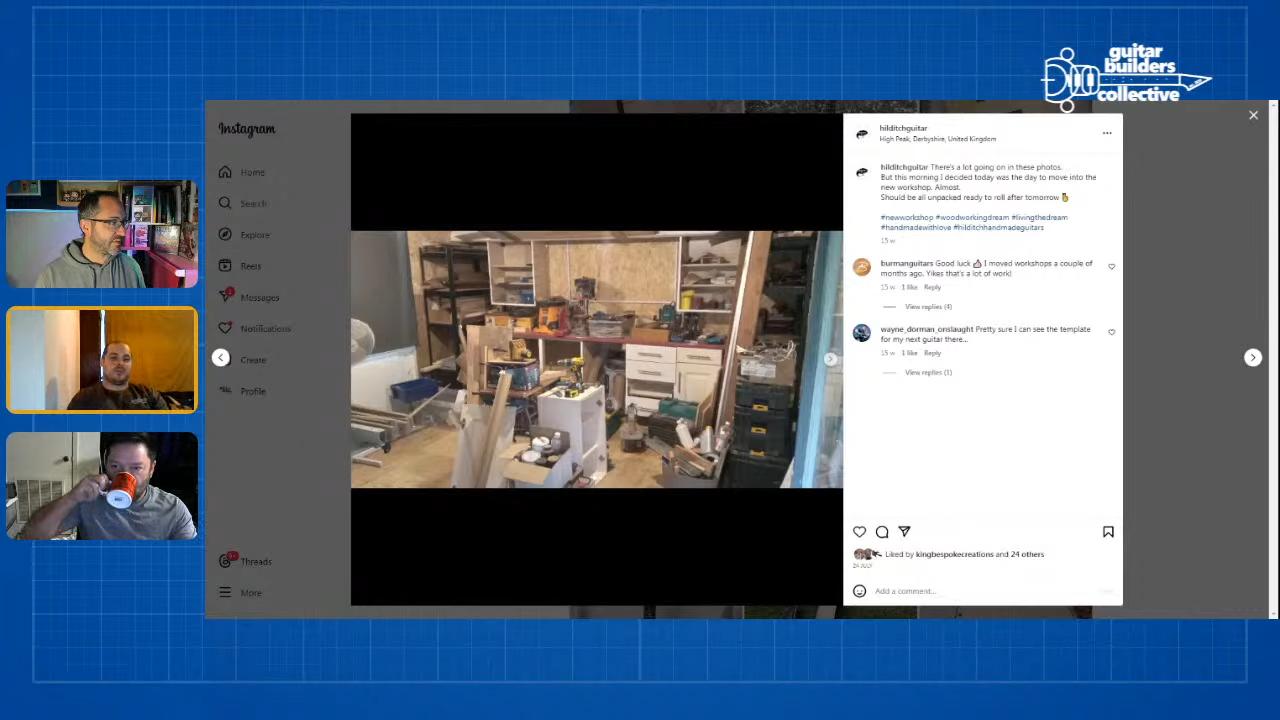 guitar
builders
collective
Instagram
Home
Search
Explore
Reels
Messages
Notifications
Create
Profile
Threads
More
hilditchguitar
High Peak, Derbyshire, United Kingdom
hilditchguitar There's a lot going on in these photos.
But this morning I decided today was the day to move into the
new workshop. Almost.
Should be all unpacked ready to roll after tomorrow
#newworkshop #woodworkingdream #livingthedream
#handmadewithlove #hilditchhandmadeguitars
15 w
burmanguitars Good luck 👍 I moved workshops a couple of
months ago. Yikes that's a lot of work!
15 w 1 like Reply
View replies (4)
wayne_dorman_onslaught Pretty sure I can see the template
for my next guitar there...
15 w 1 like Reply
View replies (1)
Liked by kingbespokecreations and 24 others
24 JULY
Add a comment...